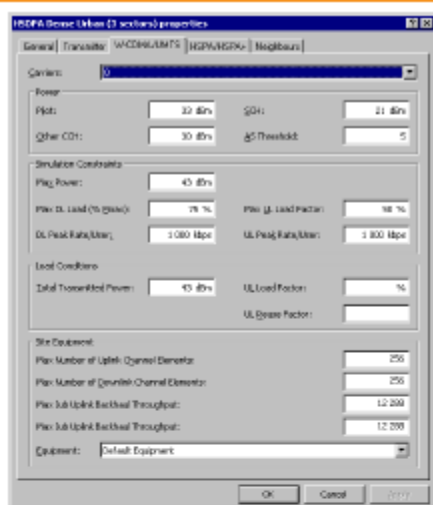 HSDPA Dense Urban (3 sectors) properties
General Transmitter W-CDMA/UMTS HSPA/HSPA+ Neighbours
Carriers: 0
Power
Pilot: 33 dBm SCH: 21 dBm
Other CCH: 30 dBm AS Threshold: 5
Simulation Constraints
Max Power: 43 dBm
Max DL Load (% Pmax): 75 % Max UL Load Factor: 50 %
DL Peak Rate/User: 1 000 kbps UL Peak Rate/User: 1 000 kbps
Load Conditions
Total Transmitted Power: 43 dBm UL Load Factor: %
UL Reuse Factor:
Site Equipment
Max Number of Uplink Channel Elements: 256
Max Number of Downlink Channel Elements: 256
Max Iub Uplink Backhaul Throughput: 12 288
Max Iub Uplink Backhaul Throughput: 12 288
Equipment: Default Equipment
OK Cancel Apply